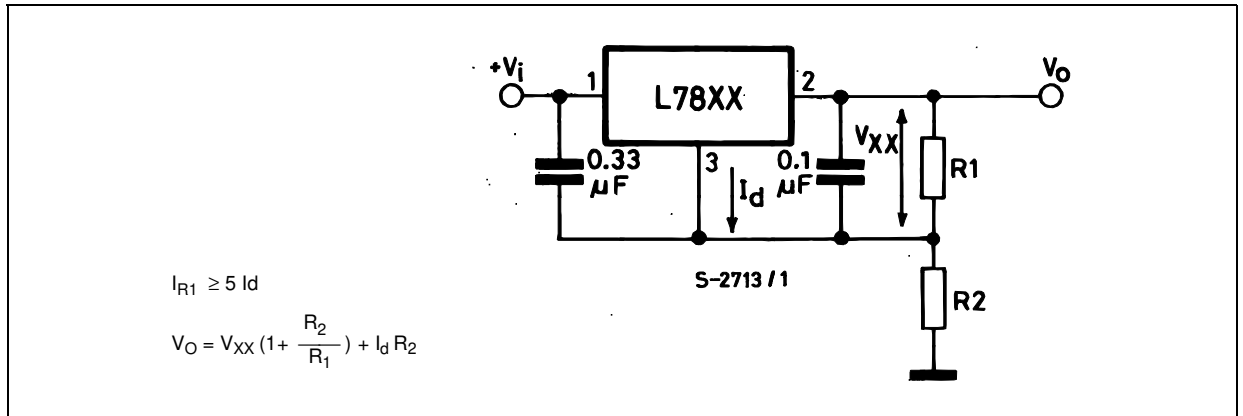 +Vi
1
L78XX
2
VO
0.33
μF
3
Id
0.1
μF
VXX
R1
S-2713/1
R2
IR1 ≥ 5 Id
VO = VXX (1+ R2/R1) + Id R2